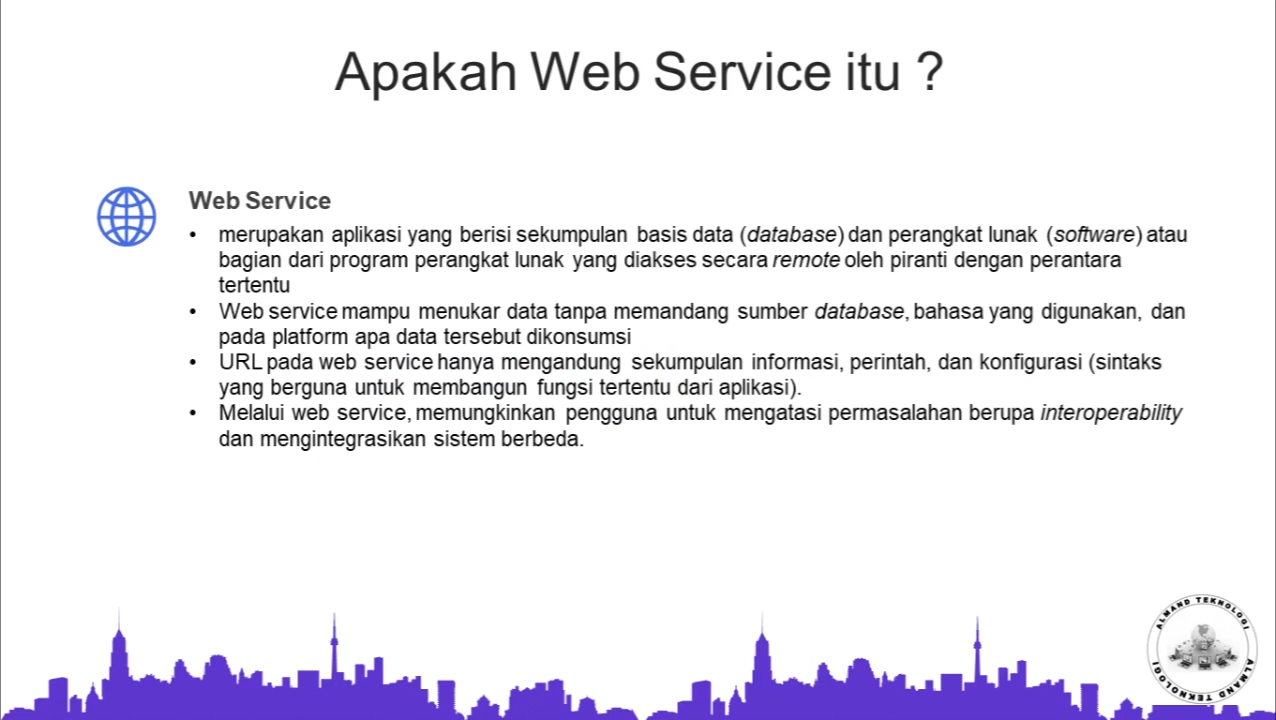 Apakah Web Service itu ?
Web Service
• merupakan aplikasi yang berisi sekumpulan basis data (database) dan perangkat lunak (software) atau
bagian dari program perangkat lunak yang diakses secara remote oleh piranti dengan perantara
tertentu
• Web service mampu menukar data tanpa memandang sumber database, bahasa yang digunakan, dan
pada platform apa data tersebut dikonsumsi
• URL pada web service hanya mengandung sekumpulan informasi, perintah, dan konfigurasi (sintaks
yang berguna untuk membangun fungsi tertentu dari aplikasi).
• Melalui web service, memungkinkan pengguna untuk mengatasi permasalahan berupa interoperability
dan mengintegrasikan sistem berbeda.
ALMAND TEKNOLOGI
ALMAND TEKNOLOGI